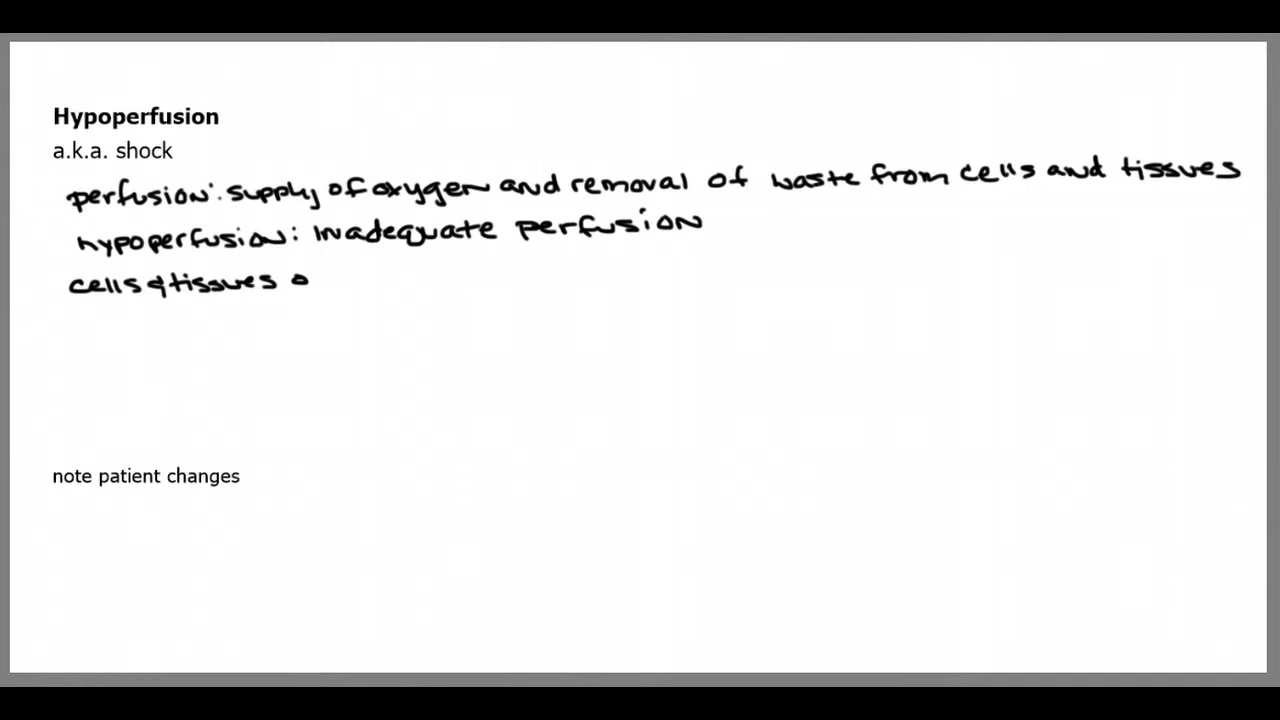 Hypoperfusion
a.k.a. shock
perfusion: supply of oxygen and removal of waste from cells and tissues
hypoperfusion: inadequate perfusion
cells & tissues
note patient changes